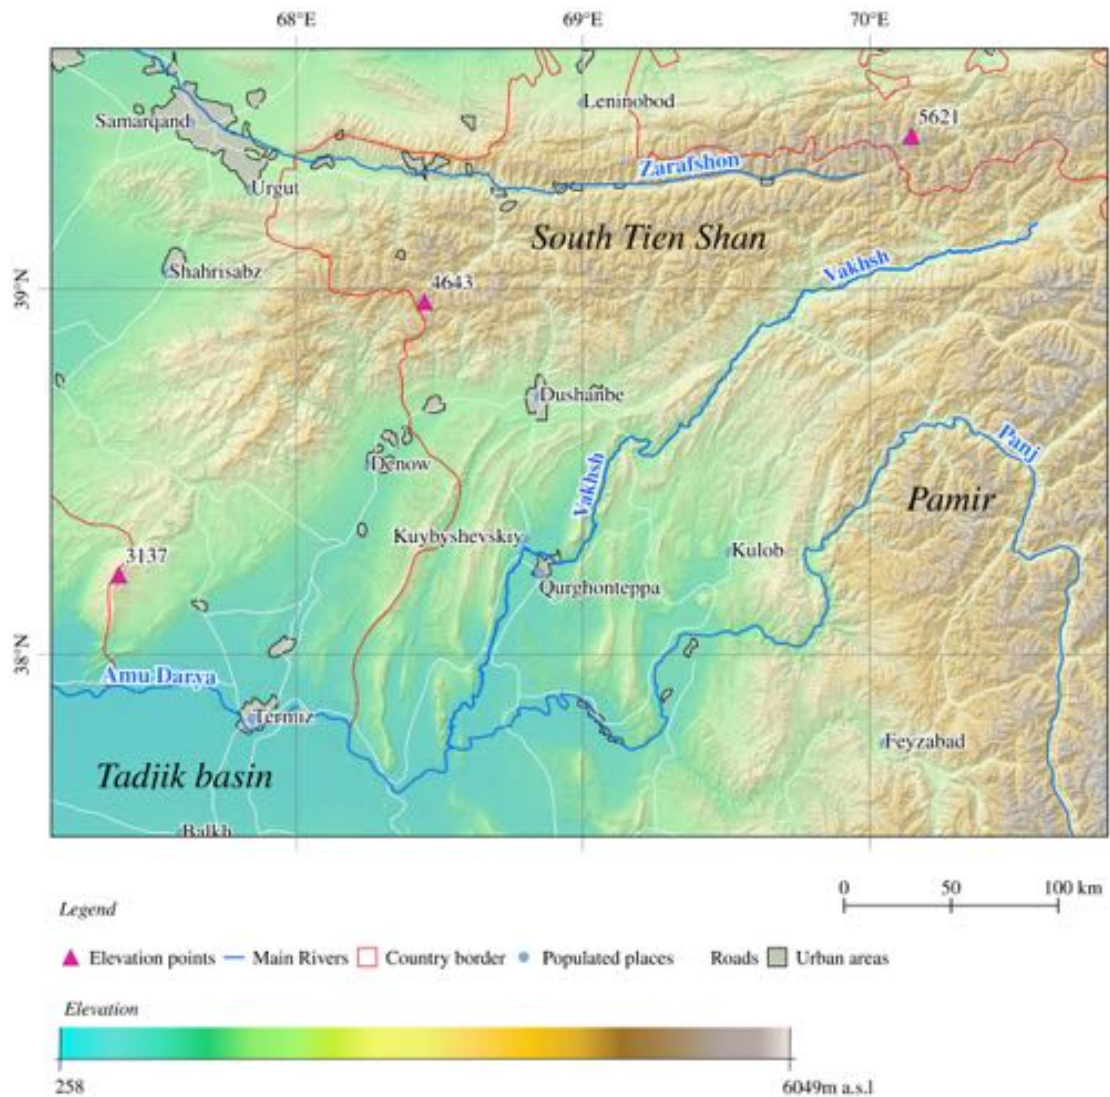 68°E 69°E 70°E
Leninobod
5621
Samarqand
Zarafshon
Urgut
South Tien Shan
Shahrisabz
Vakhsh
39°N
4643
Dushanbe
Denow
Panj
Vakhsh
Pamir
Kuybyshevskiy
Kulob
3137
Qurghonteppa
38°N
Amu Darya
Termiz
Feyzabad
Tadjik basin
Balkh
0 50 100 km
Legend
Elevation points Main Rivers Country border Populated places Roads Urban areas
Elevation
258 6049m a.s.l